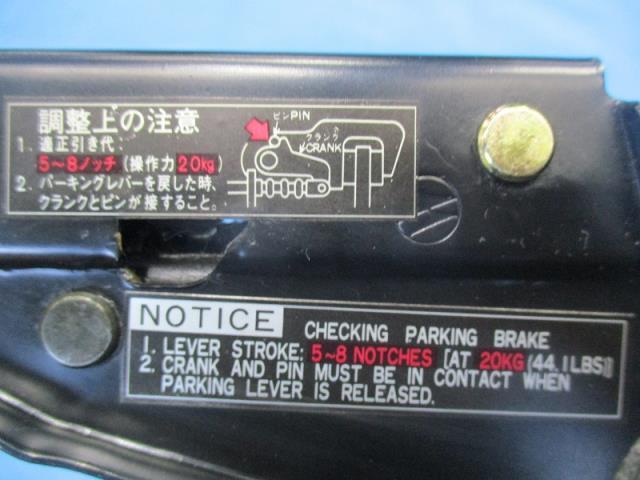 調整上の注意
1. 適正引き代:
5～8ノッチ (操作力20kg)
2. パーキングレバーを戻した時、
クランクとピンが接すること。
ピンPIN
クランク
CRANK
NOTICE CHECKING PARKING BRAKE
1. LEVER STROKE: 5~8 NOTCHES [AT 20KG (44.1LBS)]
2. CRANK AND PIN MUST BE IN CONTACT WHEN
PARKING LEVER IS RELEASED.